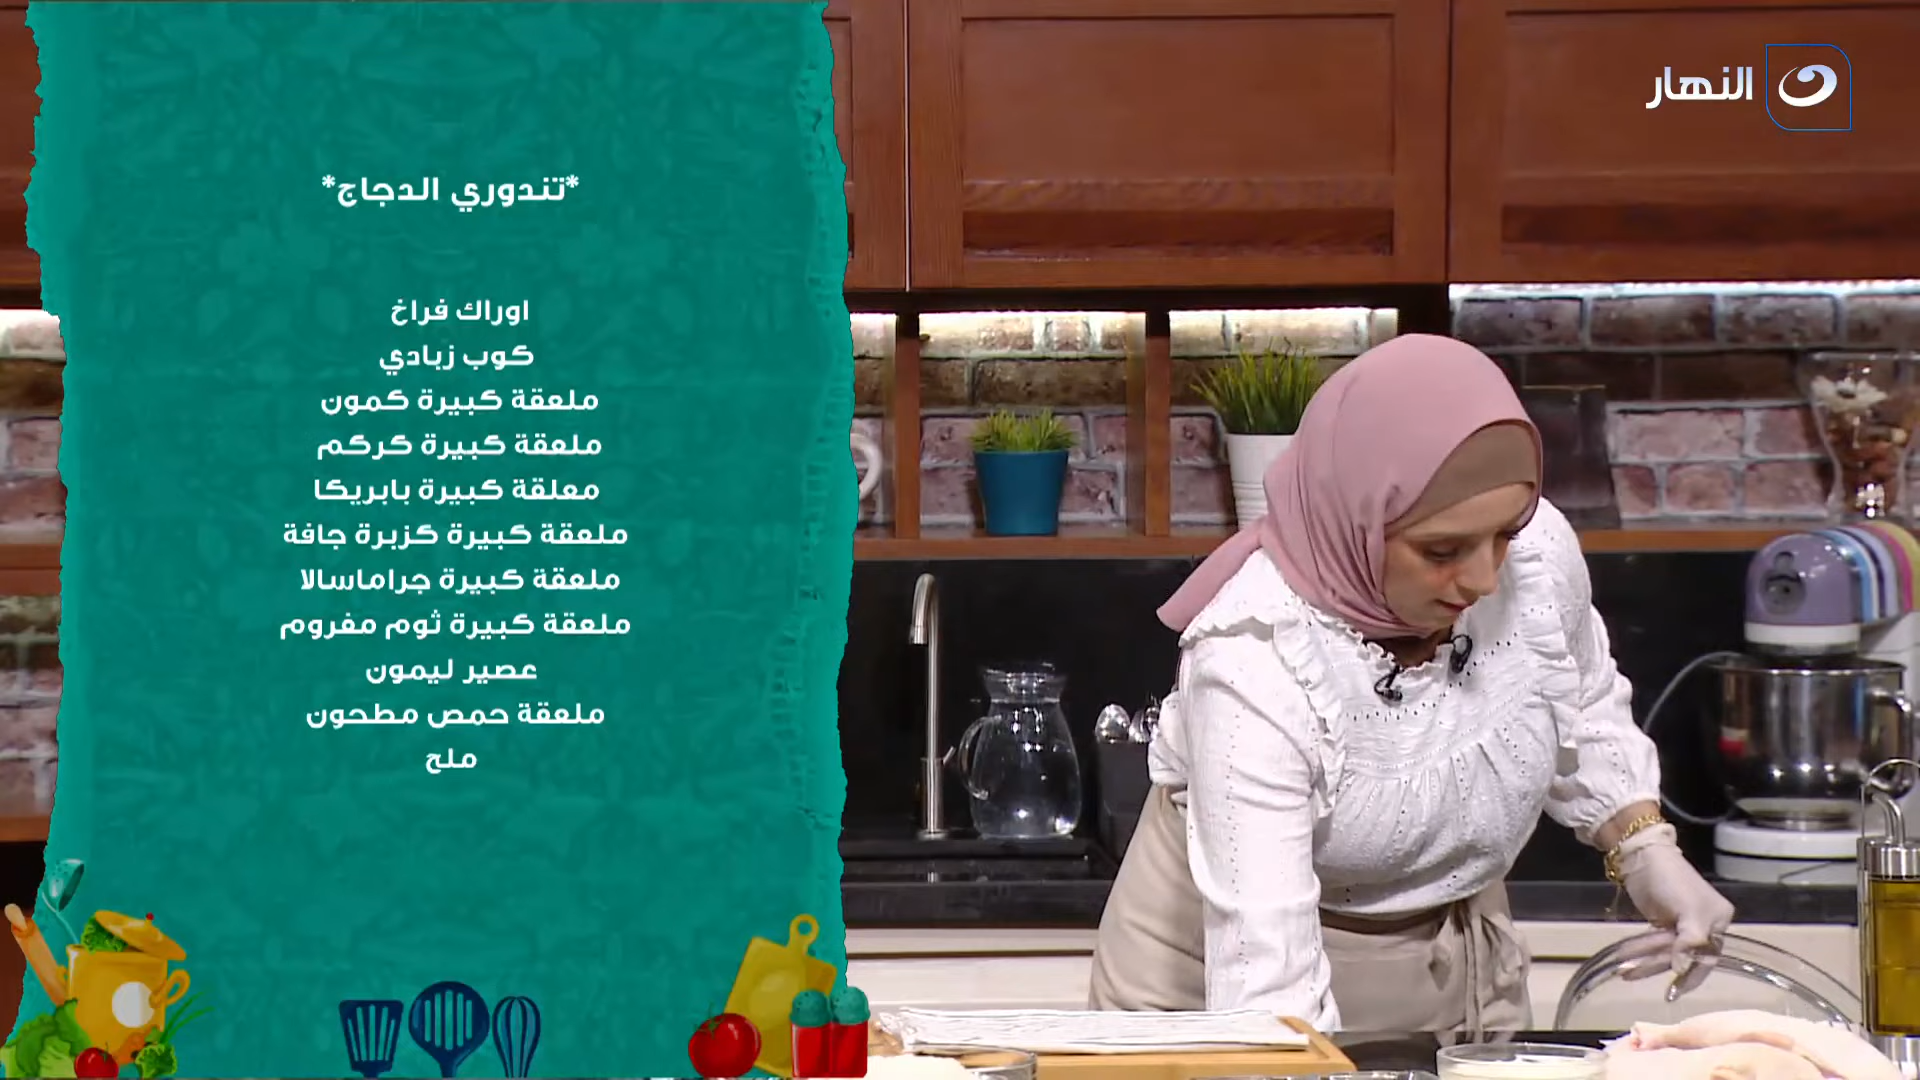 *تندوري الدجاج*
اوراك فراخ
كوب زبادي
ملعقة كبيرة كمون
ملعقة كبيرة كركم
معلقة كبيرة بابريكا
ملعقة كبيرة كزبرة جافة
ملعقة كبيرة جراماسالا
ملعقة كبيرة ثوم مفروم
عصير ليمون
ملعقة حمص مطحون
ملح
النهار